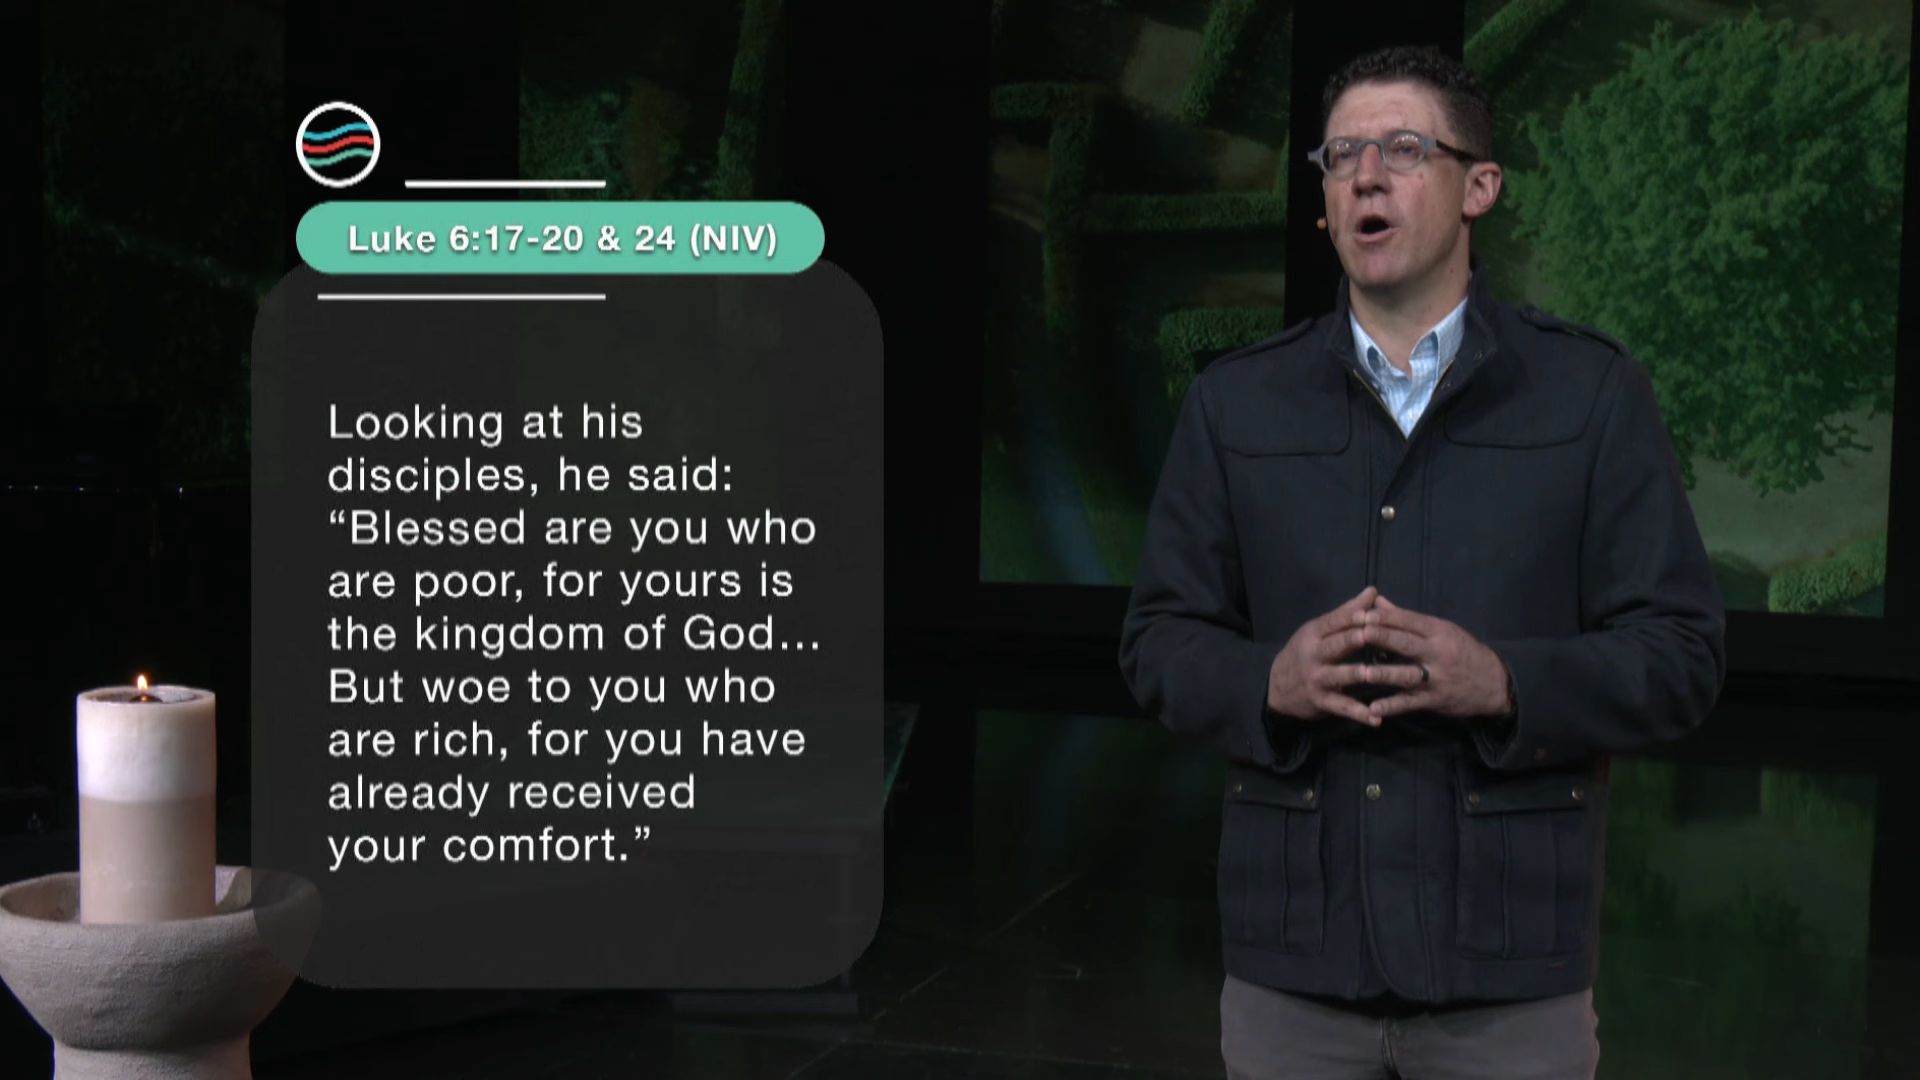 Luke 6:17-20 & 24 (NIV)
Looking at his
disciples, he said:
“Blessed are you who
are poor, for yours is
the kingdom of God...
But woe to you who
are rich, for you have
already received
your comfort.”